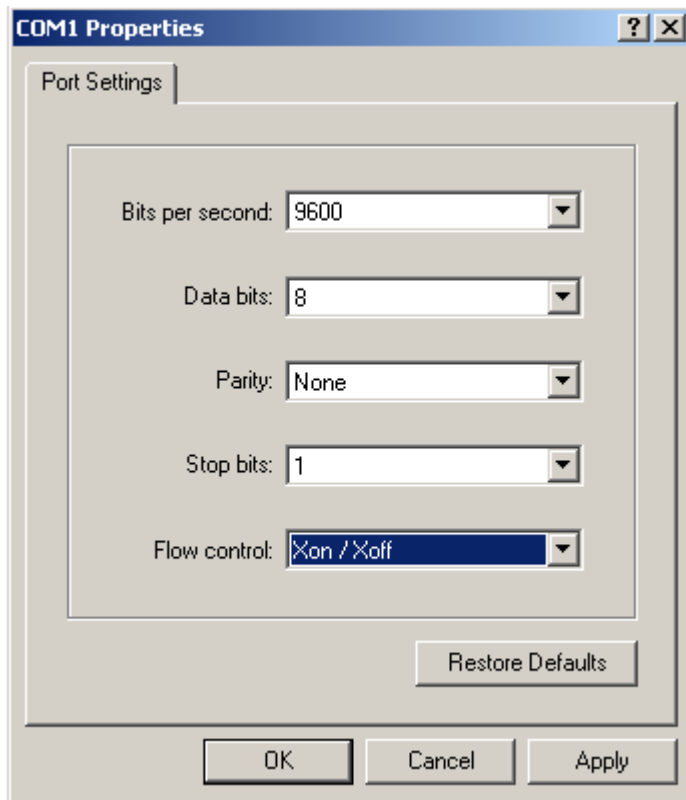 COM1 Properties
Port Settings
Bits per second: 9600
Data bits: 8
Parity: None
Stop bits: 1
Flow control: Xon / Xoff
Restore Defaults
OK Cancel Apply